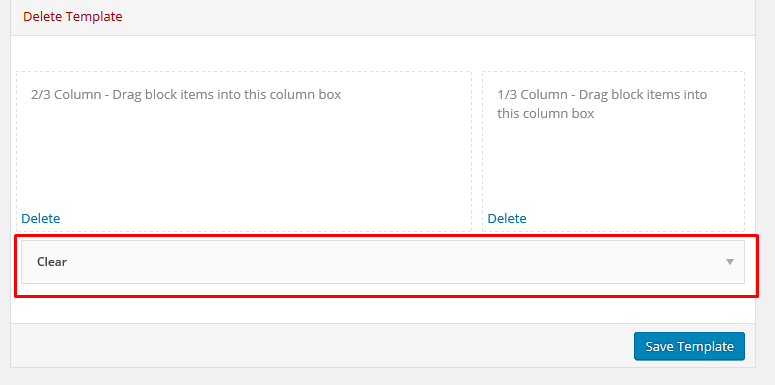 Delete Template
2/3 Column - Drag block items into this column box
1/3 Column - Drag block items into
this column box
Delete
Delete
Clear
Save Template